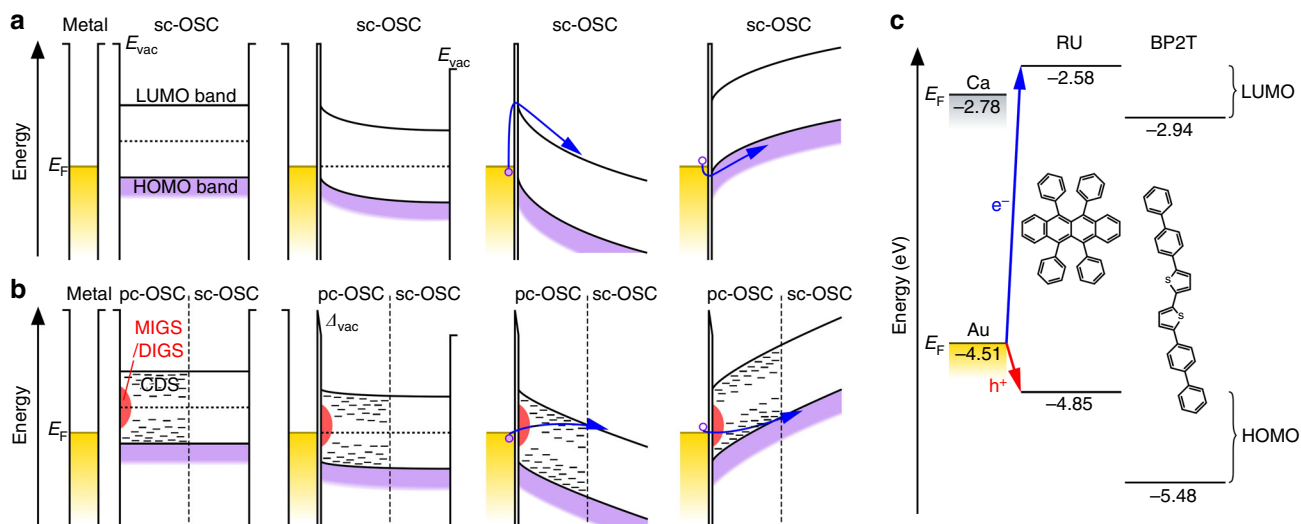 a
Metal
sc-OSC
sc-OSC
sc-OSC
sc-OSC
E_vac
E_vac
LUMO band
E_F
HOMO band
Energy
b
Metal
pc-OSC
sc-OSC
pc-OSC
sc-OSC
pc-OSC
sc-OSC
pc-OSC
sc-OSC
MIGS
/DIGS
Δ_vac
CDS
E_F
Energy
c
RU
BP2T
Ca
−2.58
LUMO
E_F
−2.78
−2.94
e⁻
S
S
Energy (eV)
Au
E_F
−4.51
h⁺
−4.85
HOMO
−5.48